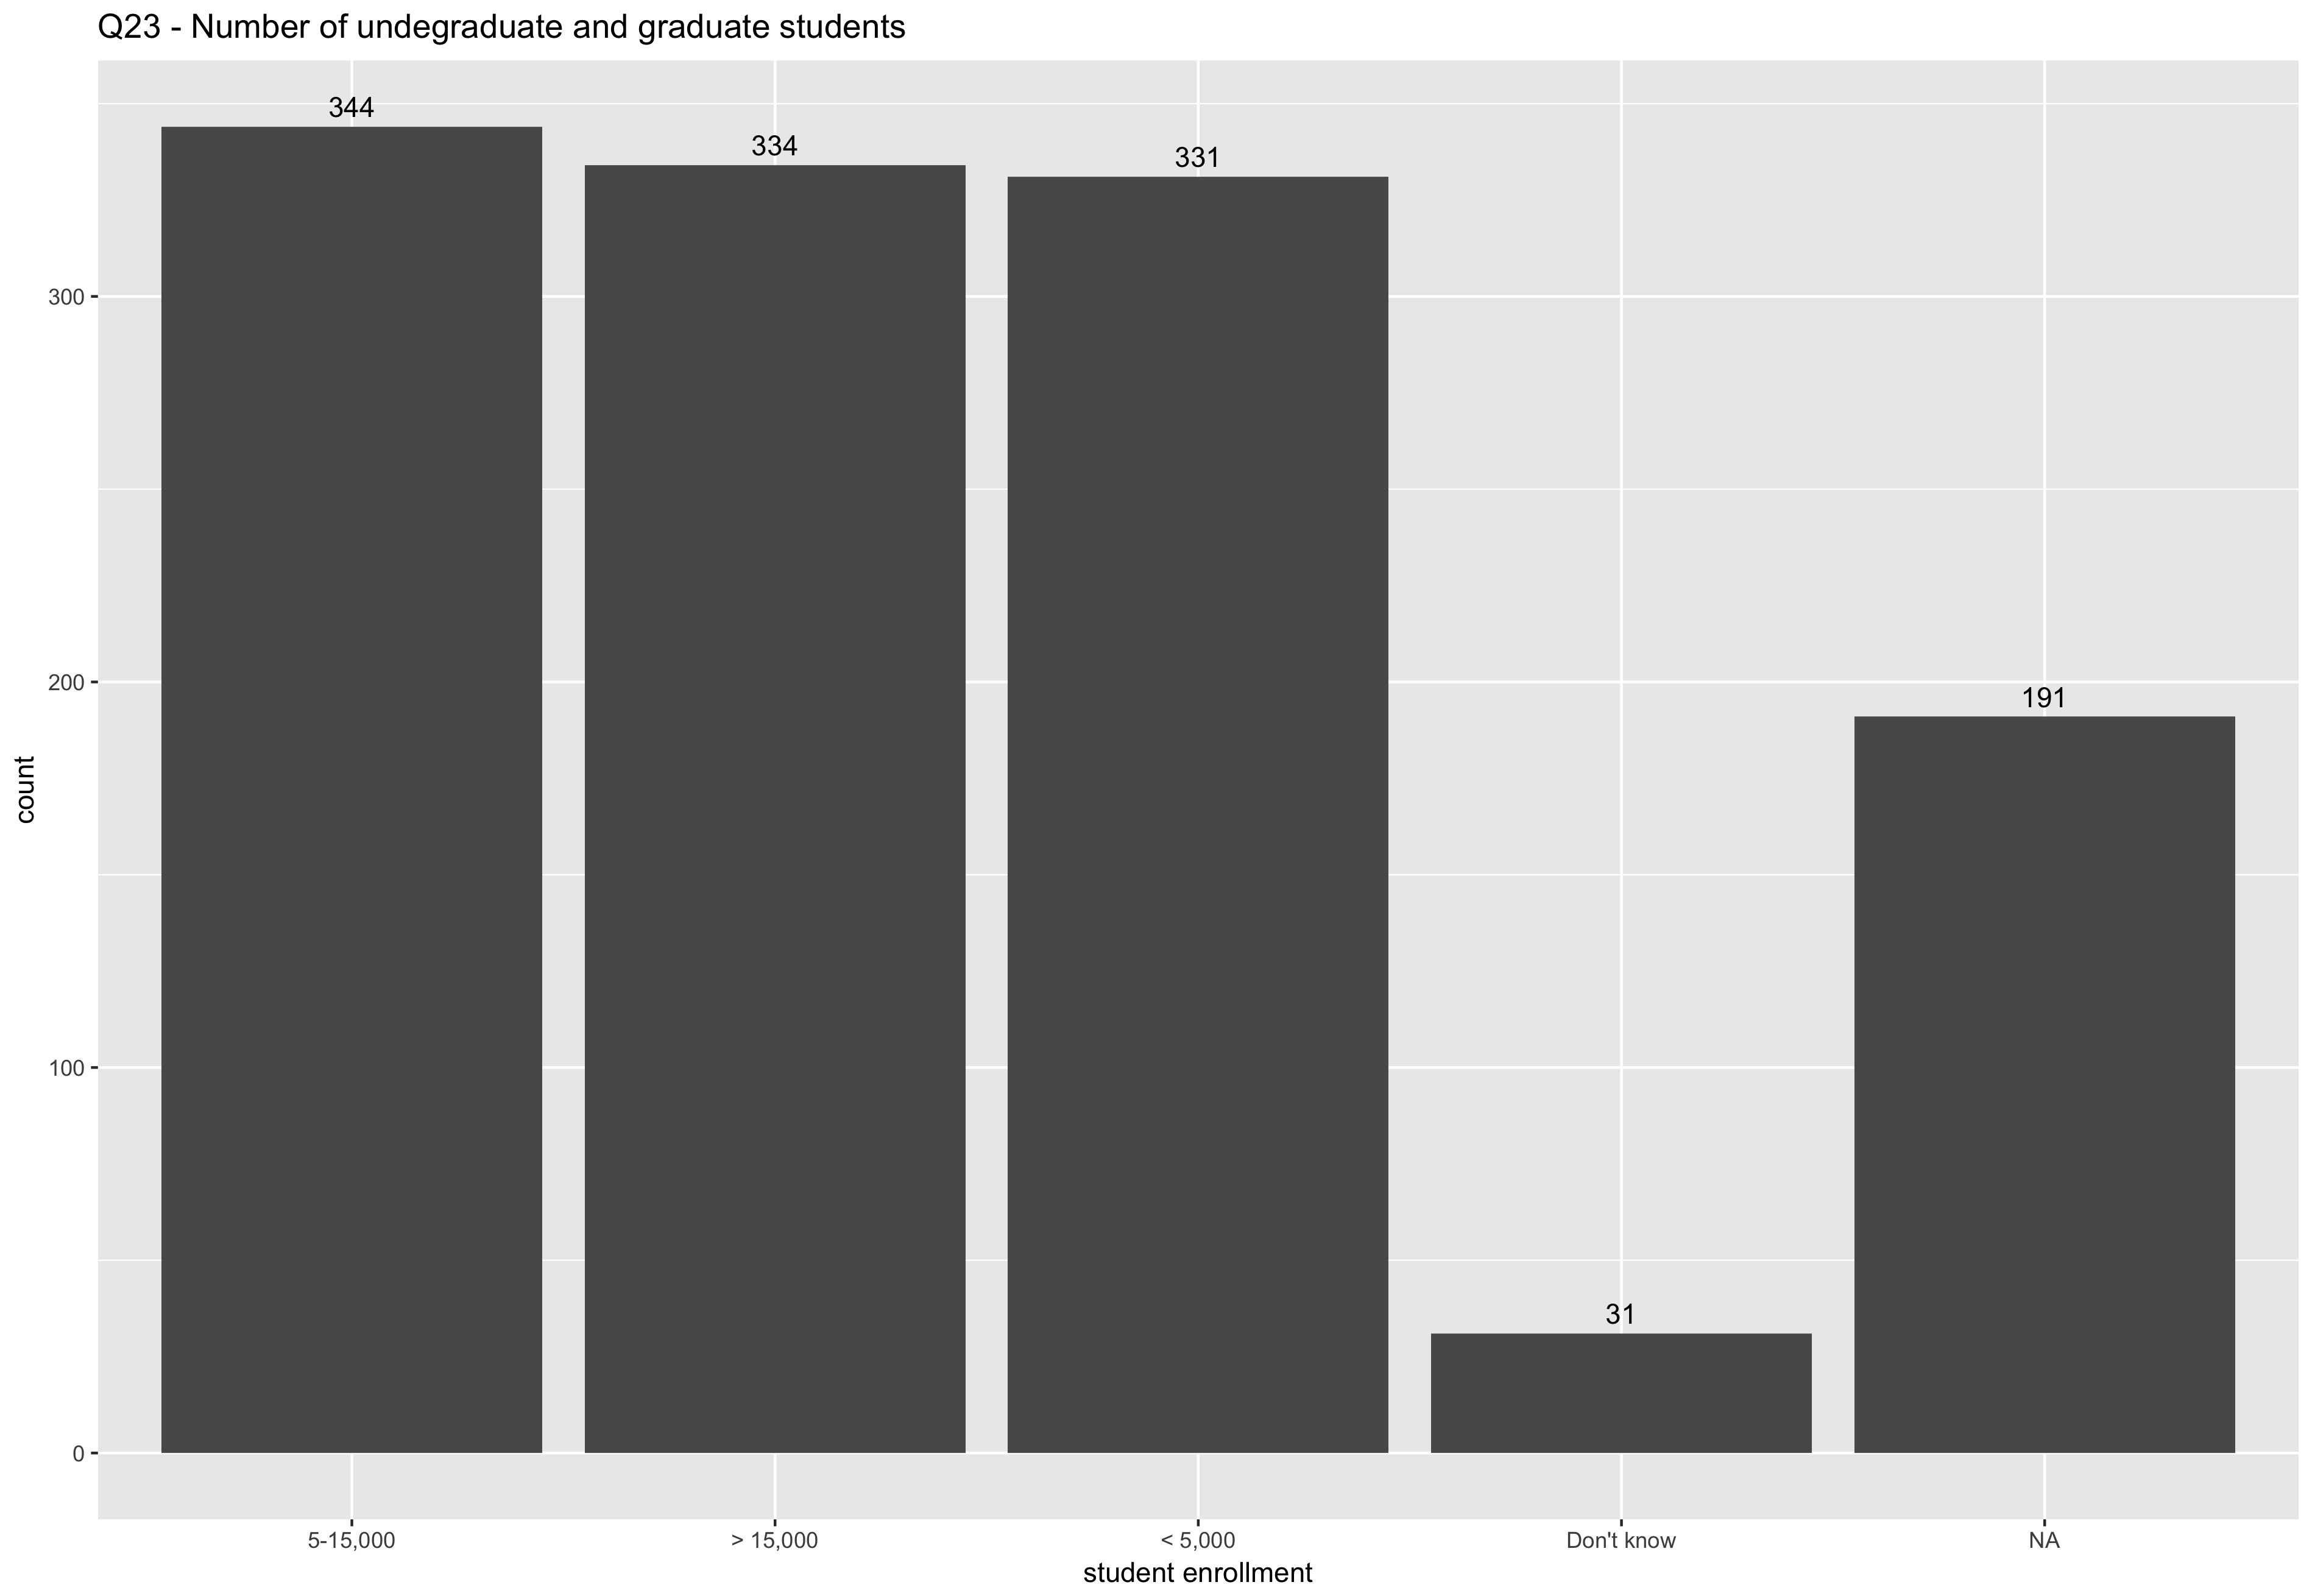 Q23 - Number of undegraduate and graduate students
344
334
331
300
200
191
count
100
31
0
5-15,000
> 15,000
< 5,000
Don't know
NA
student enrollment